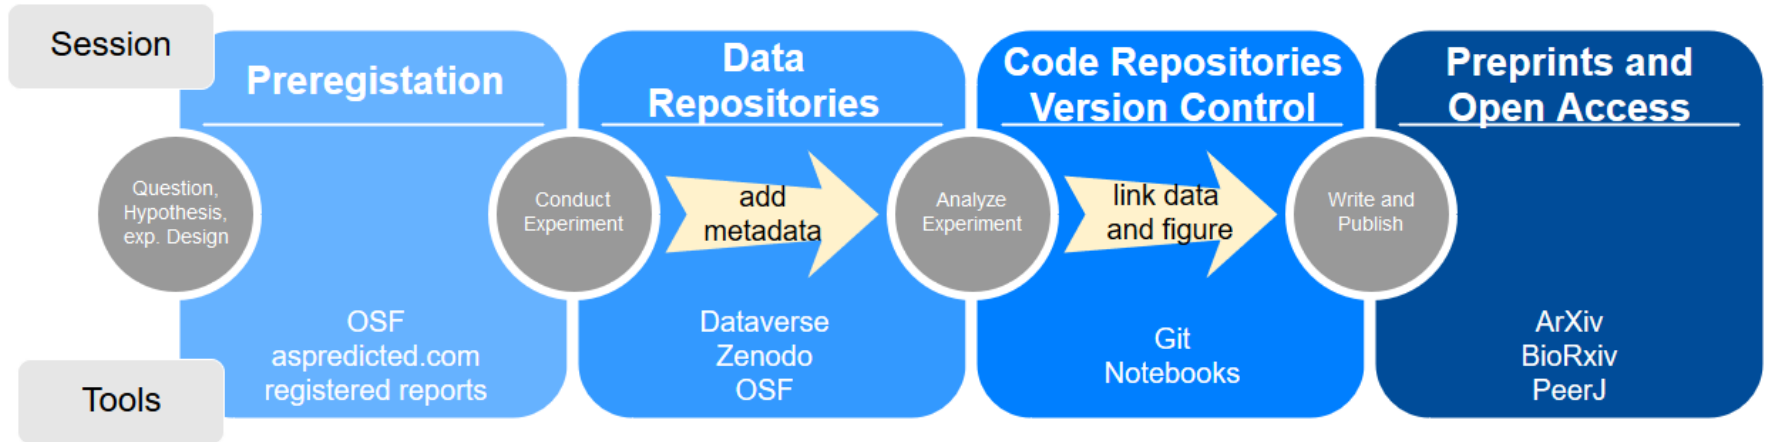 Session
Preregistation
Data
Repositories
Code Repositories
Version Control
Preprints and
Open Access
Question,
Hypothesis,
exp. Design
Conduct
Experiment
add
metadata
Analyze
Experiment
link data
and figure
Write and
Publish
Tools
OSF
aspredicted.com
registered reports
Dataverse
Zenodo
OSF
Git
Notebooks
ArXiv
BioRxiv
PeerJ